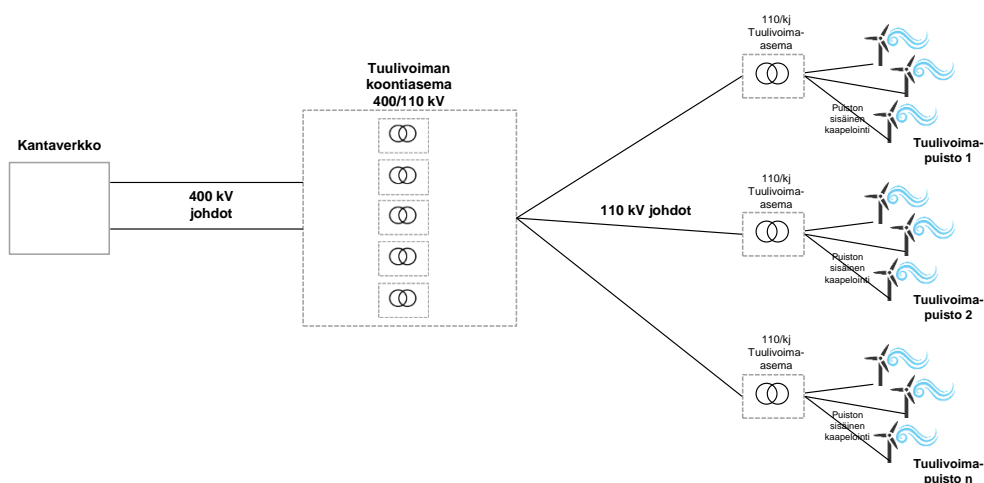 Kantaverkko
400 kV
johdot
Tuulivoiman
koontiasema
400/110 kV
110 kV johdot
110/kj
Tuulivoima-
asema
Puiston
sisäinen
kaapelointi
Tuulivoima-
puisto 1
110/kj
Tuulivoima-
asema
Puiston
sisäinen
kaapelointi
Tuulivoima-
puisto 2
110/kj
Tuulivoima-
asema
Puiston
sisäinen
kaapelointi
Tuulivoima-
puisto n